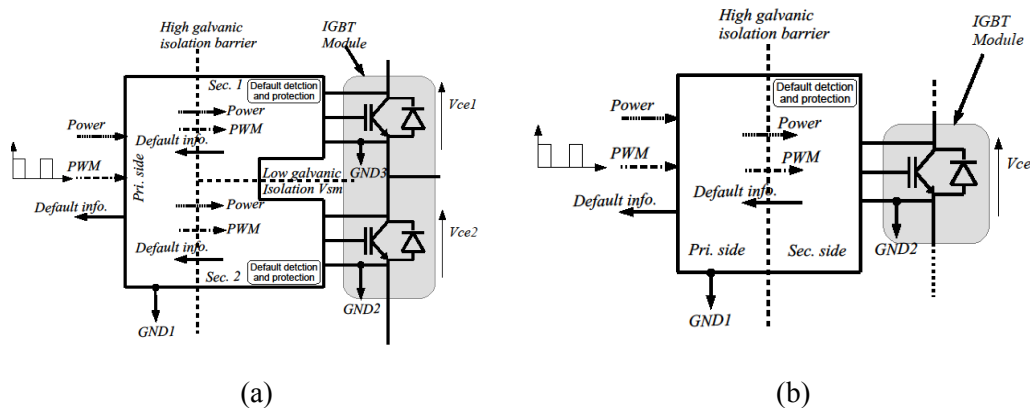 High galvanic
isolation barrier
IGBT
Module
Sec. 1
Default detction
and protection
Power
PWM
Default info.
Vce1
Power
PWM
Default info.
Pri. side
GND3
Low galvanic
Isolation Vsm
Power
PWM
Default info.
Vce2
Sec. 2
Default detction
and protection
GND2
GND1
(a)
High galvanic
isolation barrier
IGBT
Module
Default detction
and protection
Power
PWM
Default info.
Power
PWM
Default info.
Vce
Pri. side
Sec. side
GND2
GND1
(b)